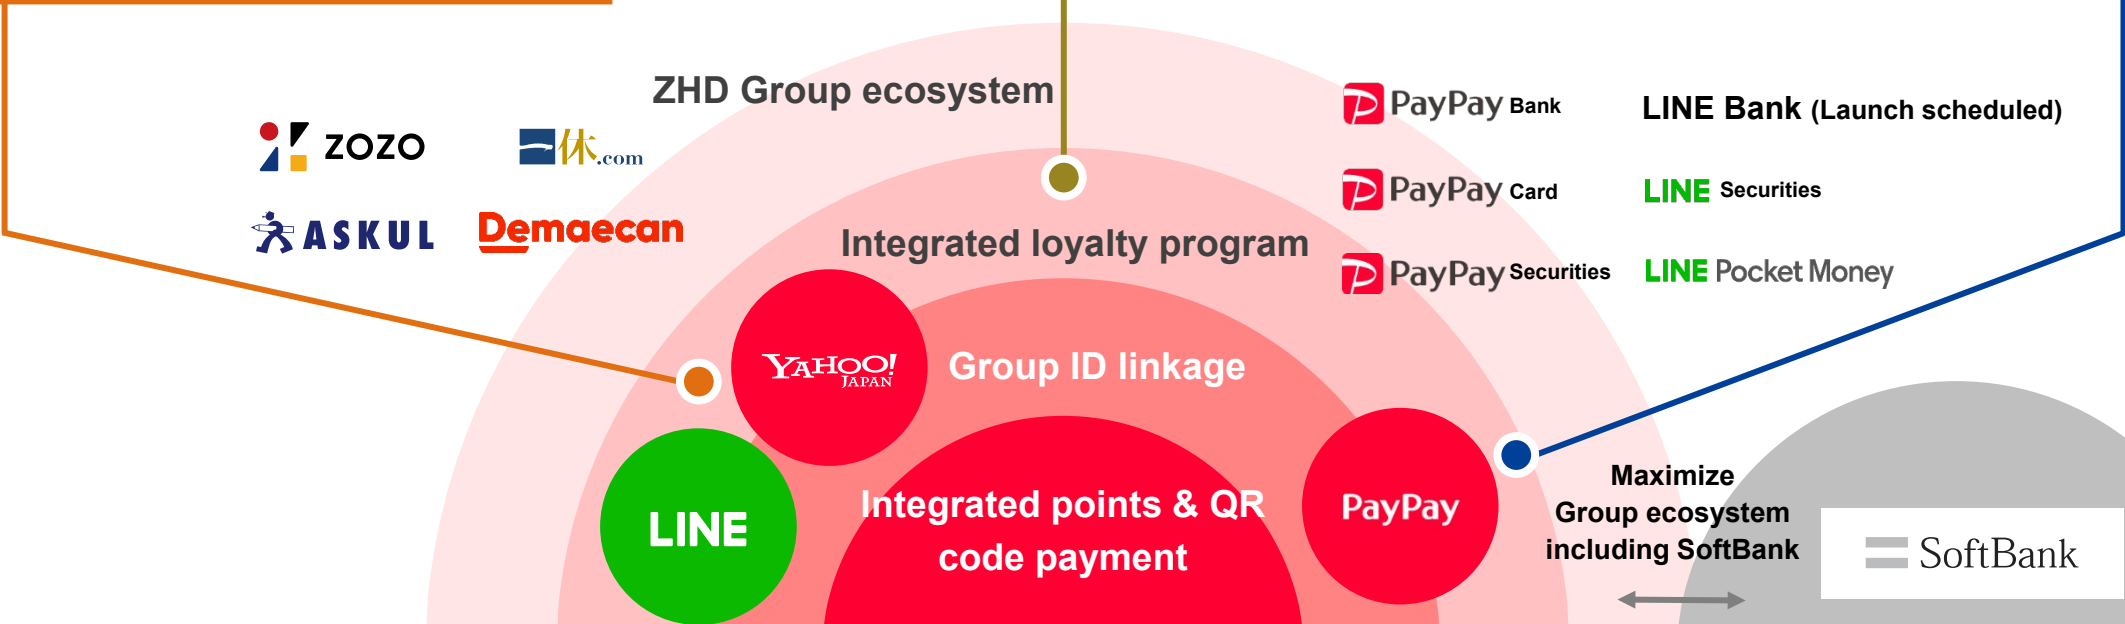 ZHD Group ecosystem
ZOZO
一休.com
ASKUL
Demaecan
PayPay Bank
LINE Bank (Launch scheduled)
PayPay Card
LINE Securities
PayPay Securities
LINE Pocket Money
Integrated loyalty program
YAHOO!
JAPAN
Group ID linkage
LINE
Integrated points & QR
code payment
PayPay
Maximize
Group ecosystem
including SoftBank
SoftBank